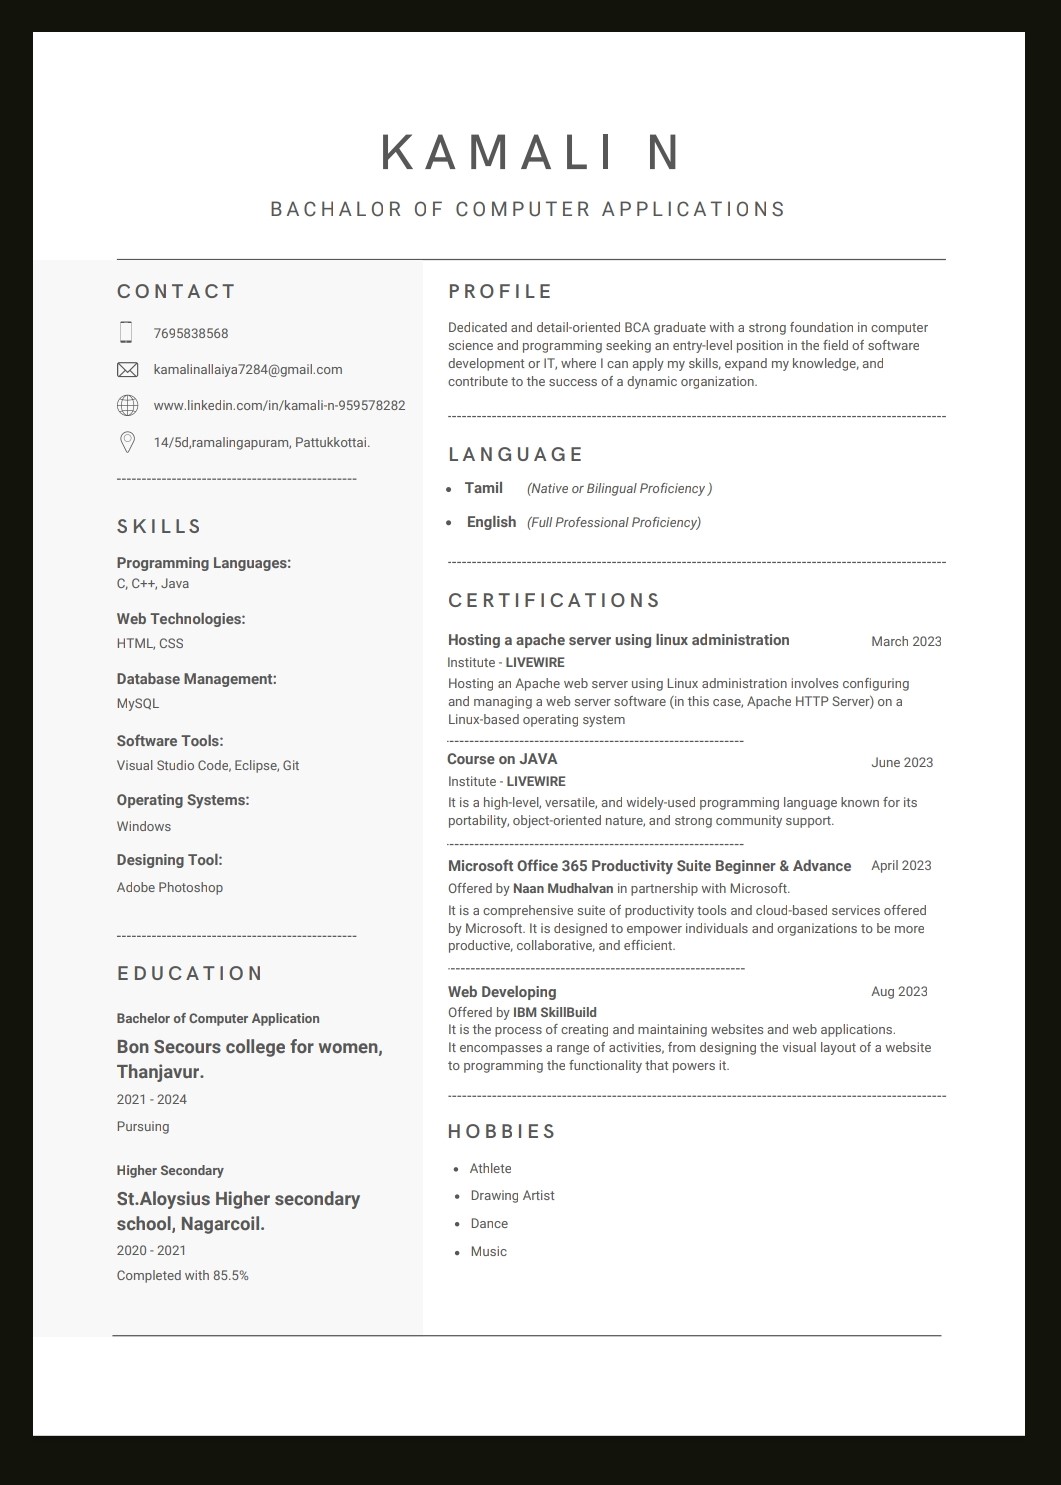 KAMALI N
BACHALOR OF COMPUTER APPLICATIONS
CONTACT
7695838568
kamalinallaiya7284@gmail.com
www.linkedin.com/in/kamali-n-959578282
14/5d,ramalingapuram, Pattukkottai.
SKILLS
Programming Languages:
C, C++, Java
Web Technologies:
HTML, CSS
Database Management:
MySQL
Software Tools:
Visual Studio Code, Eclipse, Git
Operating Systems:
Windows
Designing Tool:
Adobe Photoshop
EDUCATION
Bachelor of Computer Application
Bon Secours college for women,
Thanjavur.
2021 - 2024
Pursuing
Higher Secondary
St.Aloysius Higher secondary
school, Nagarcoil.
2020 - 2021
Completed with 85.5%
PROFILE
Dedicated and detail-oriented BCA graduate with a strong foundation in computer
science and programming seeking an entry-level position in the field of software
development or IT, where I can apply my skills, expand my knowledge, and
contribute to the success of a dynamic organization.
LANGUAGE
Tamil (Native or Bilingual Proficiency )
English (Full Professional Proficiency)
CERTIFICATIONS
Hosting a apache server using linux administration March 2023
Institute - LIVEWIRE
Hosting an Apache web server using Linux administration involves configuring
and managing a web server software (in this case, Apache HTTP Server) on a
Linux-based operating system
Course on JAVA June 2023
Institute - LIVEWIRE
It is a high-level, versatile, and widely-used programming language known for its
portability, object-oriented nature, and strong community support.
Microsoft Office 365 Productivity Suite Beginner & Advance April 2023
Offered by Naan Mudhalvan in partnership with Microsoft.
It is a comprehensive suite of productivity tools and cloud-based services offered
by Microsoft. It is designed to empower individuals and organizations to be more
productive, collaborative, and efficient.
Web Developing Aug 2023
Offered by IBM SkillBuild
It is the process of creating and maintaining websites and web applications.
It encompasses a range of activities, from designing the visual layout of a website
to programming the functionality that powers it.
HOBBIES
Athlete
Drawing Artist
Dance
Music